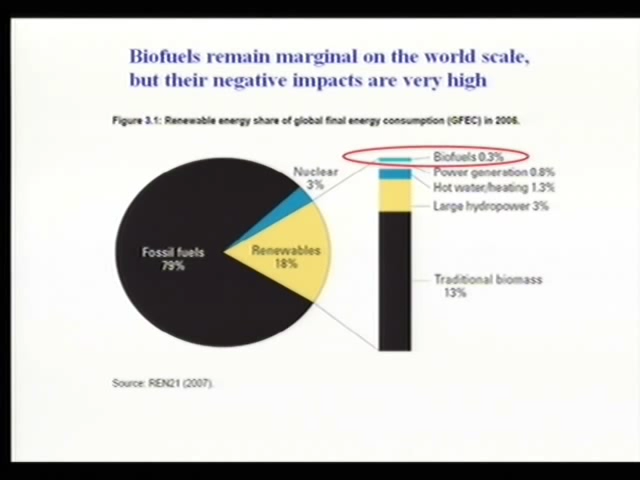 Biofuels remain marginal on the world scale,
but their negative impacts are very high
Figure 3.1: Renewable energy share of global final energy consumption (GFEC) in 2006.
Nuclear
3%
Fossil fuels
79%
Renewables
18%
Biofuels 0.3%
Power generation 0.8%
Hot water/heating 1.3%
Large hydropower 3%
Traditional biomass
13%
Source: REN21 (2007).